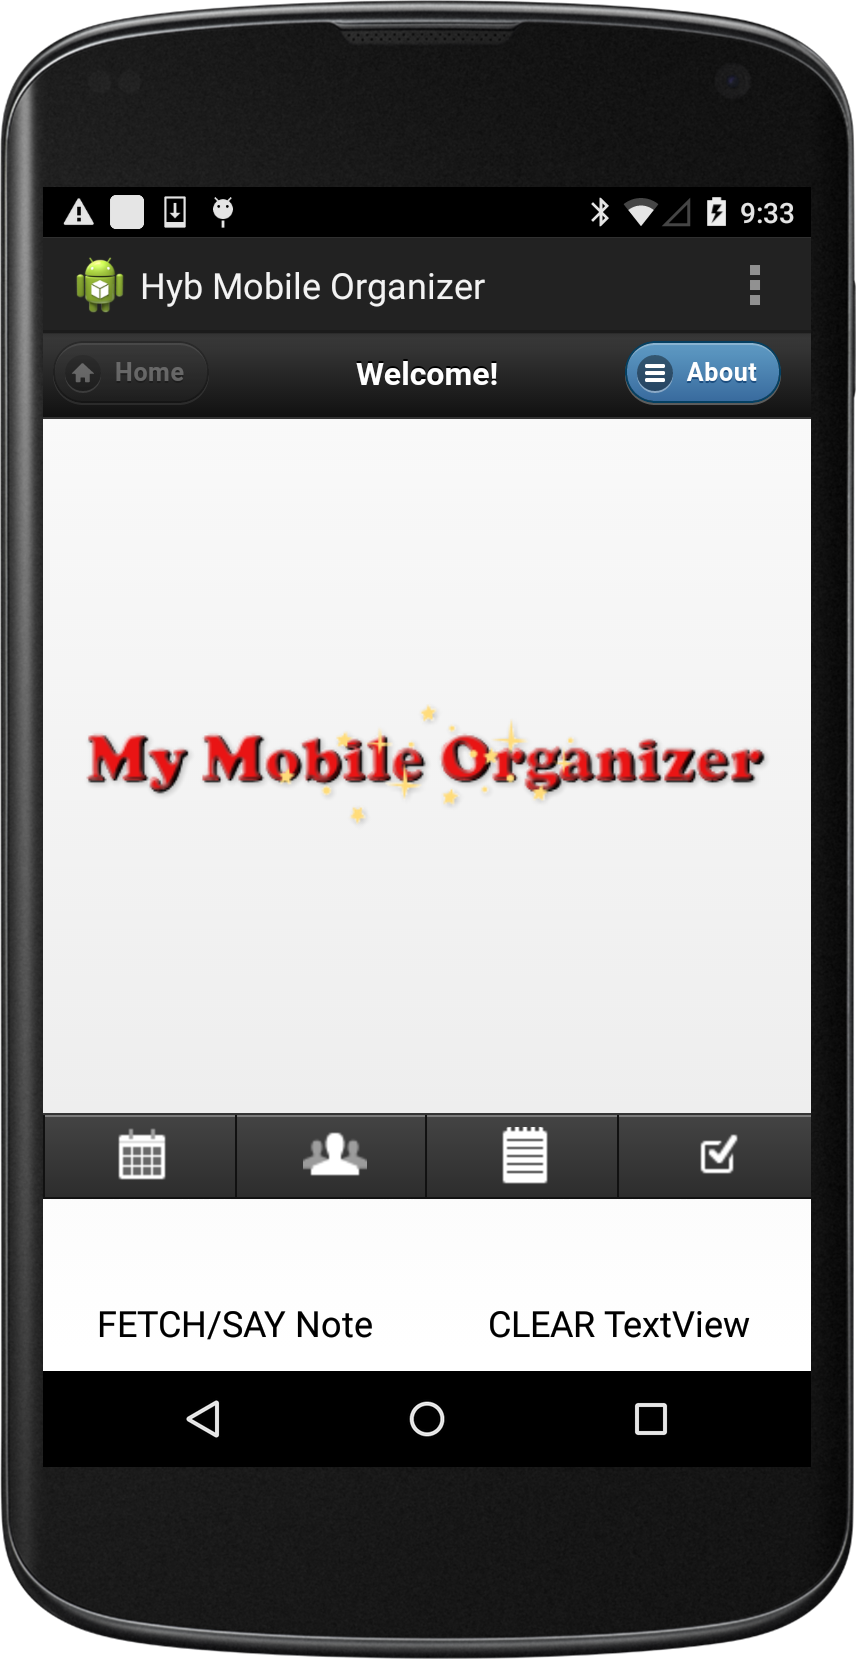 9:33
Hyb Mobile Organizer
Home
Welcome!
About
My Mobile Organizer
FETCH/SAY Note
CLEAR TextView